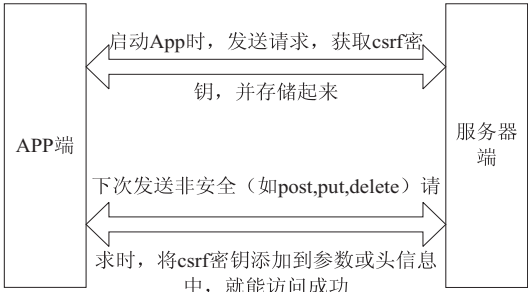 启动App时，发送请求，获取csrf密
钥，并存储起来
APP端
服务器
端
下次发送非安全（如post,put,delete）请
求时，将csrf密钥添加到参数或头信息
中，就能访问成功